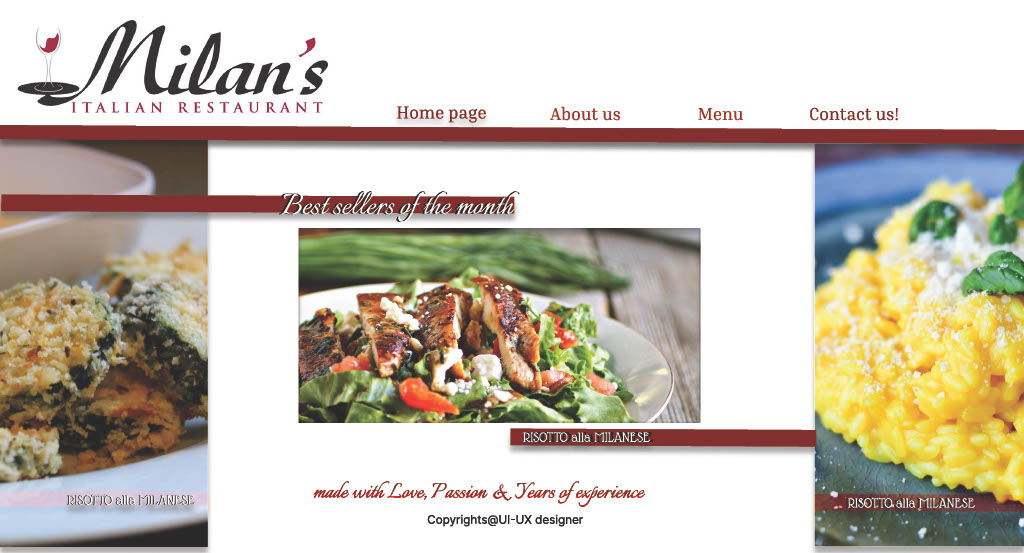 Milan's
ITALIAN RESTAURANT
Home page About us Menu Contact us!
Best sellers of the month
RISOTTO alla MILANESE
RISOTTO alla MILANESE
RISOTTO alla MILANESE
made with Love, Passion & Years of experience
Copyrights@UI-UX designer